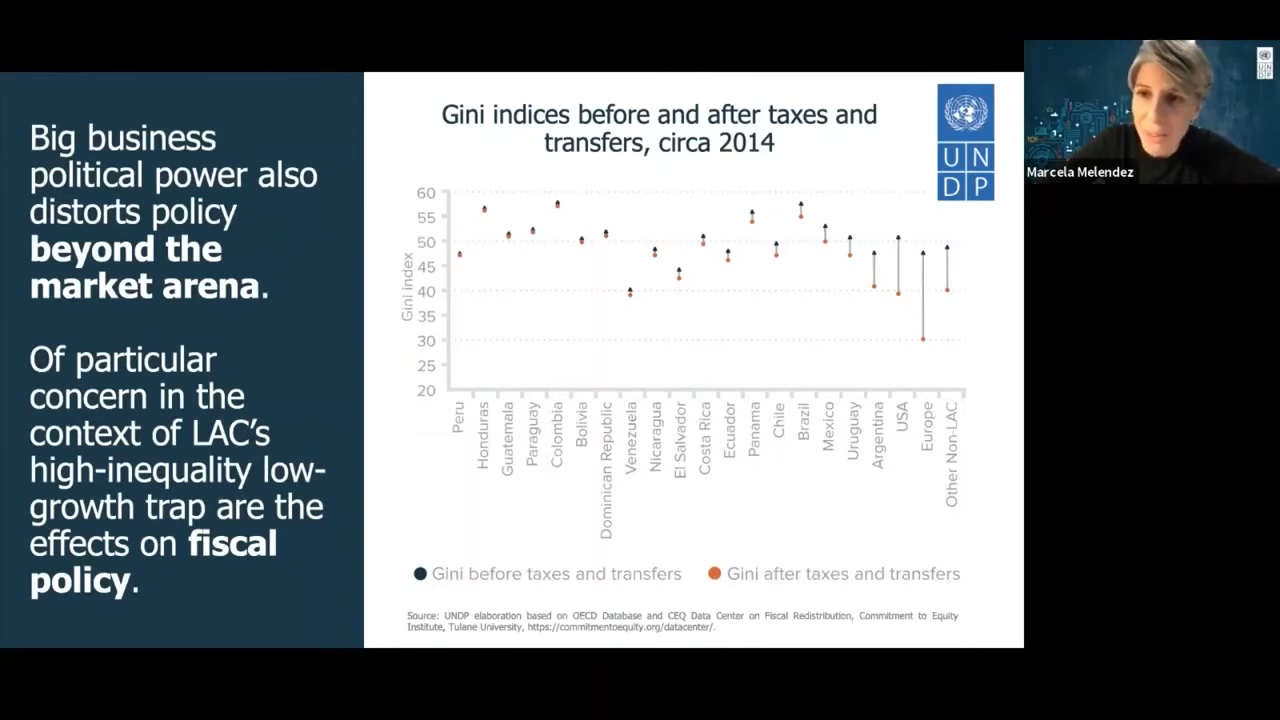 Big business
political power also
distorts policy
beyond the
market arena.
Of particular
concern in the
context of LAC's
high-inequality low-
growth trap are the
effects on fiscal
policy.
Gini indices before and after taxes and
transfers, circa 2014
U N
D P
Gini index
60
55
50
45
40
35
30
25
20
Peru
Honduras
Guatemala
Paraguay
Colombia
Bolivia
Dominican Republic
Venezuela
Nicaragua
El Salvador
Costa Rica
Ecuador
Panama
Chile
Brazil
Mexico
Uruguay
Argentina
USA
Europe
Other Non-LAC
Gini before taxes and transfers
Gini after taxes and transfers
Source: UNDP elaboration based on OECD Database and CEQ Data Center on Fiscal Redistribution, Commitment to Equity
Institute, Tulane University, https://commitmentoequity.org/datacenter/.
U N
D P
Marcela Melendez